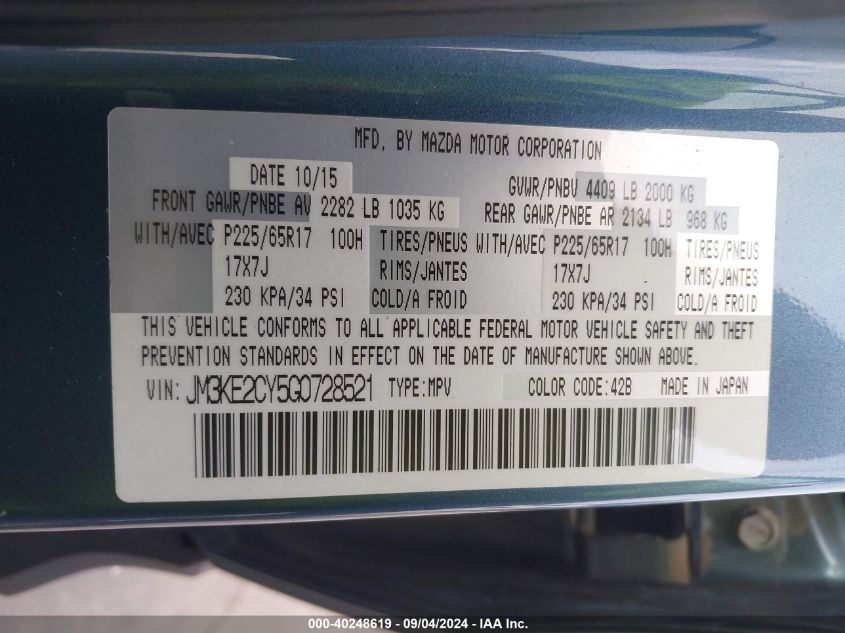 MFD. BY MAZDA MOTOR CORPORATION
DATE 10/15 GVWR/PNBV 4409 LB 2000 KG
FRONT GAWR/PNBE AV 2282 LB 1035 KG REAR GAWR/PNBE AR 2134 LB 968 KG
WITH/AVEC P225/65R17 100H TIRES/PNEUS WITH/AVEC P225/65R17 100H TIRES/PNEUS
17X7J RIMS/JANTES 17X7J RIMS/JANTES
230 KPA/34 PSI COLD/A FROID 230 KPA/34 PSI COLD/A FROID
THIS VEHICLE CONFORMS TO ALL APPLICABLE FEDERAL MOTOR VEHICLE SAFETY AND THEFT
PREVENTION STANDARDS IN EFFECT ON THE DATE OF MANUFACTURE SHOWN ABOVE.
VIN: JM3KE2CY5G0728521 TYPE:MPV COLOR CODE:42B MADE IN JAPAN
000-40248619 - 09/04/2024 - IAA Inc.